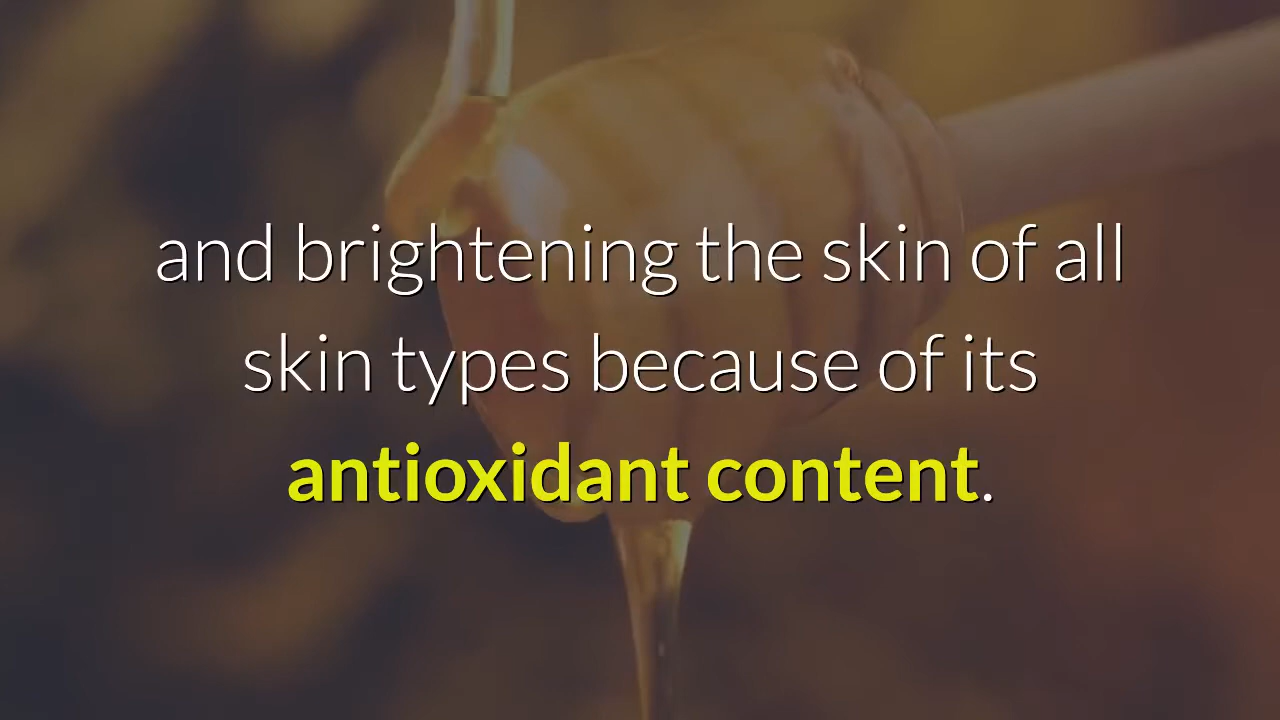 and brightening the skin of all
skin types because of its
antioxidant content.